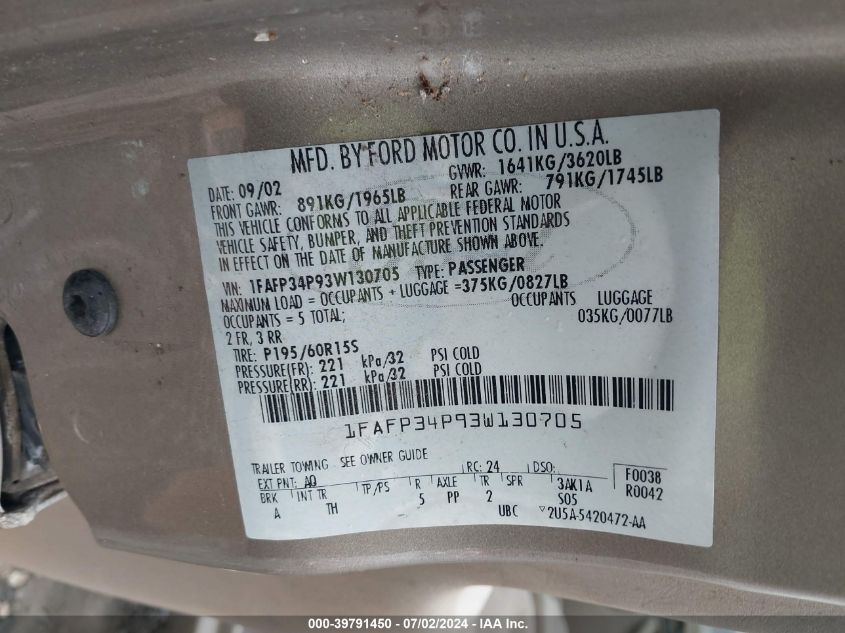 MFD. BY FORD MOTOR CO. IN U.S.A.
DATE: 09/02 GVWR: 1641KG/3620LB
FRONT GAWR: 891KG/1965LB REAR GAWR: 791KG/1745LB
THIS VEHICLE CONFORMS TO ALL APPLICABLE FEDERAL MOTOR
VEHICLE SAFETY, BUMPER, AND THEFT PREVENTION STANDARDS
IN EFFECT ON THE DATE OF MANUFACTURE SHOWN ABOVE.
VIN: 1FAFP34P93W130705 TYPE: PASSENGER
MAXIMUM LOAD = OCCUPANTS + LUGGAGE =375KG/0827LB
OCCUPANTS = 5 TOTAL; OCCUPANTS LUGGAGE
2 FR, 3 RR 035KG/0077LB
TIRE: P195/60R15S
PRESSURE(FR): 221 kPa/32 PSI COLD
PRESSURE(RR): 221 kPa/32 PSI COLD
1FAFP34P93W130705
TRAILER TOWING SEE OWNER GUIDE
EXT PNT: AQ RC: 24 DSO: F0038
BRK INT TR TP/PS R AXLE TR SPR 3AK1A R0042
A TH 5 PP 2 S05
UBC 2U5A-5420472-AA
000-39791450 07/02/2024 - IAA Inc.